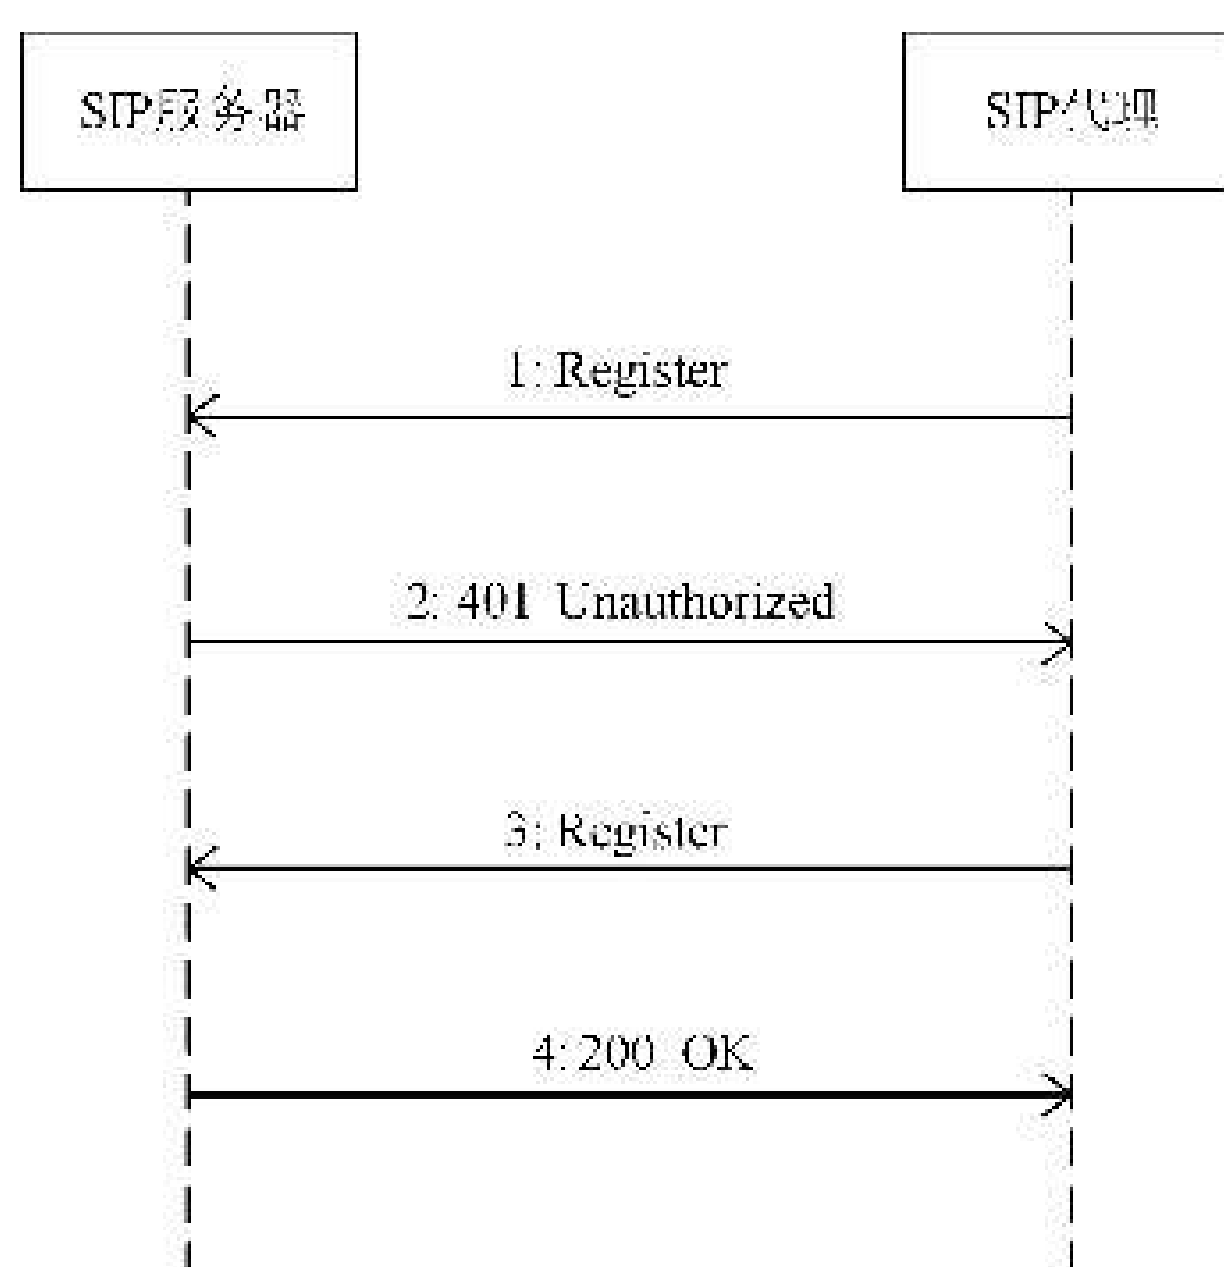 SIP服务器
SIP代理
1: Register
2: 401 Unauthorized
3: Register
4: 200 OK